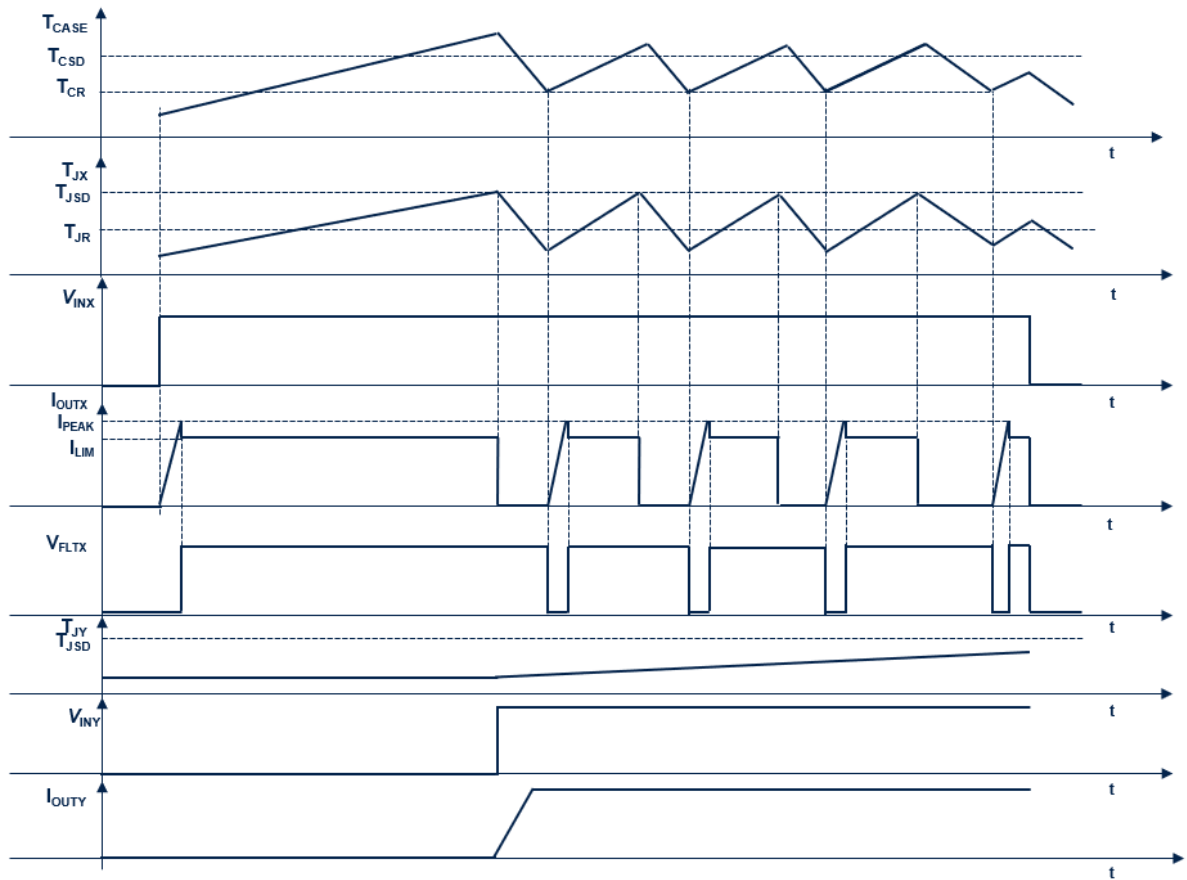 TCASE
TCSD
TCR
t
TJX
TJSD
TJR
t
VINX
t
IOUTX
IPEAK
ILIM
t
VFLTX
t
TJY
TJSD
t
VINY
t
IOUTY
t